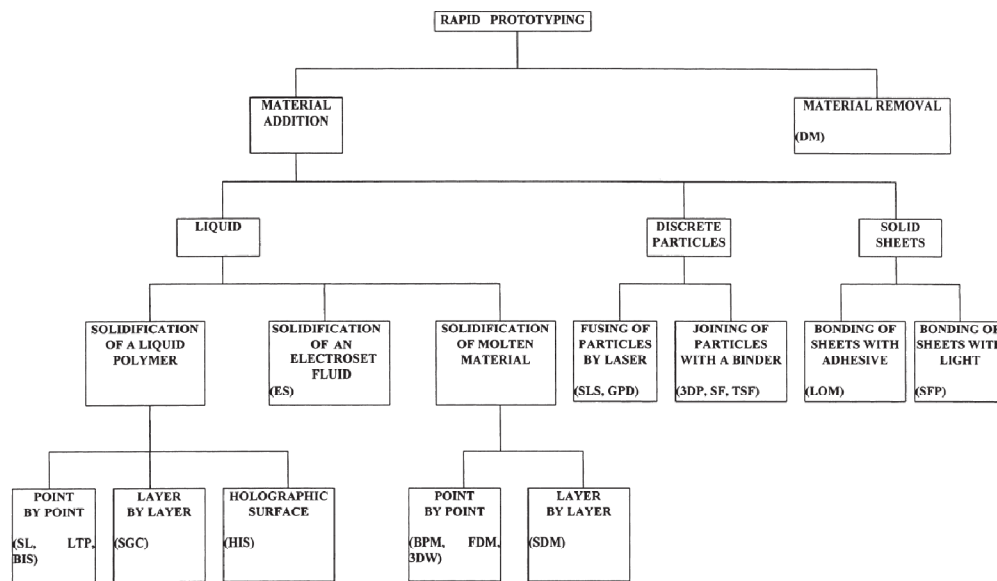 RAPID PROTOTYPING
MATERIAL
ADDITION
MATERIAL REMOVAL
(DM)
LIQUID
DISCRETE
PARTICLES
SOLID
SHEETS
SOLIDIFICATION
OF A LIQUID
POLYMER
SOLIDIFICATION
OF AN
ELECTROSET
FLUID
(ES)
SOLIDIFICATION
OF MOLTEN
MATERIAL
FUSING OF
PARTICLES
BY LASER
(SLS, GPD)
JOINING OF
PARTICLES
WITH A BINDER
(3DP, SF, TSF)
BONDING OF
SHEETS WITH
ADHESIVE
(LOM)
BONDING OF
SHEETS WITH
LIGHT
(SFP)
POINT
BY POINT
(SL, LTP,
BIS)
LAYER
BY LAYER
(SGC)
HOLOGRAPHIC
SURFACE
(HIS)
POINT
BY POINT
(BPM, FDM,
3DW)
LAYER
BY LAYER
(SDM)